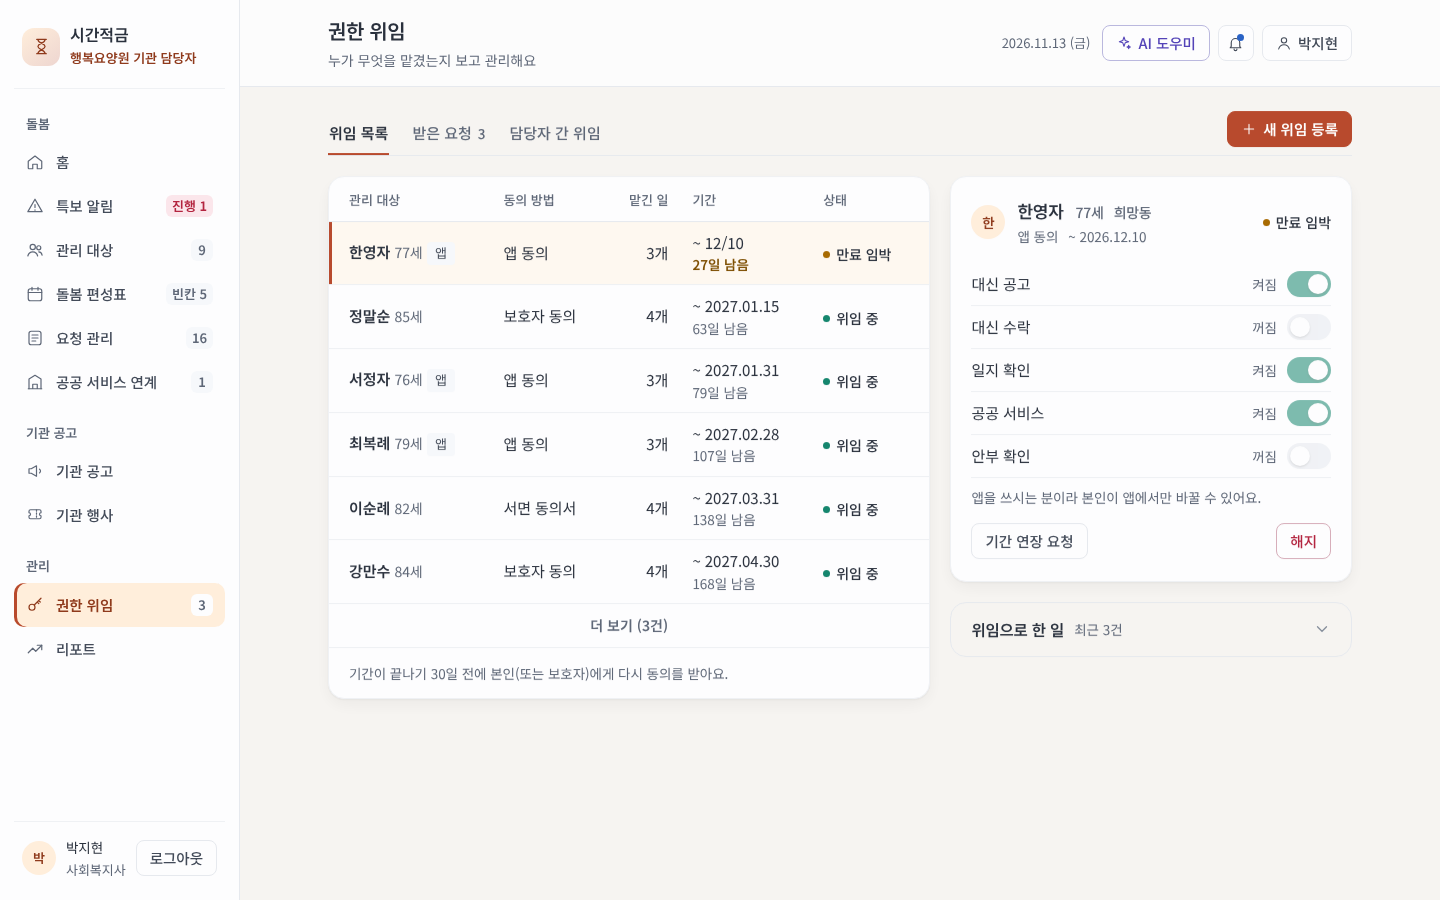 시간적금
행복요양원 기관 담당자
돌봄
홈
특보 알림 진행 1
관리 대상 9
돌봄 편성표 빈칸 5
요청 관리 16
공공 서비스 연계 1
기관 공고
기관 공고
기관 행사
관리
권한 위임 3
리포트
박
박지현
사회복지사
로그아웃
권한 위임
누가 무엇을 맡겼는지 보고 관리해요
2026.11.13 (금)
AI 도우미
박지현
위임 목록 받은 요청 3 담당자 간 위임
새 위임 등록
관리 대상 동의 방법 맡긴 일 기간 상태
한영자 77세 앱 앱 동의 3개 ~ 12/10 만료 임박
27일 남음
정말순 85세 보호자 동의 4개 ~ 2027.01.15 위임 중
63일 남음
서정자 76세 앱 앱 동의 3개 ~ 2027.01.31 위임 중
79일 남음
최복례 79세 앱 앱 동의 3개 ~ 2027.02.28 위임 중
107일 남음
이순례 82세 서면 동의서 4개 ~ 2027.03.31 위임 중
138일 남음
강만수 84세 보호자 동의 4개 ~ 2027.04.30 위임 중
168일 남음
더 보기 (3건)
기간이 끝나기 30일 전에 본인(또는 보호자)에게 다시 동의를 받아요.
한
한영자 77세 희망동
앱 동의 ~ 2026.12.10
만료 임박
대신 공고 켜짐
대신 수락 꺼짐
일지 확인 켜짐
공공 서비스 켜짐
안부 확인 꺼짐
앱을 쓰시는 분이라 본인이 앱에서만 바꿀 수 있어요.
기간 연장 요청
해지
위임으로 한 일 최근 3건